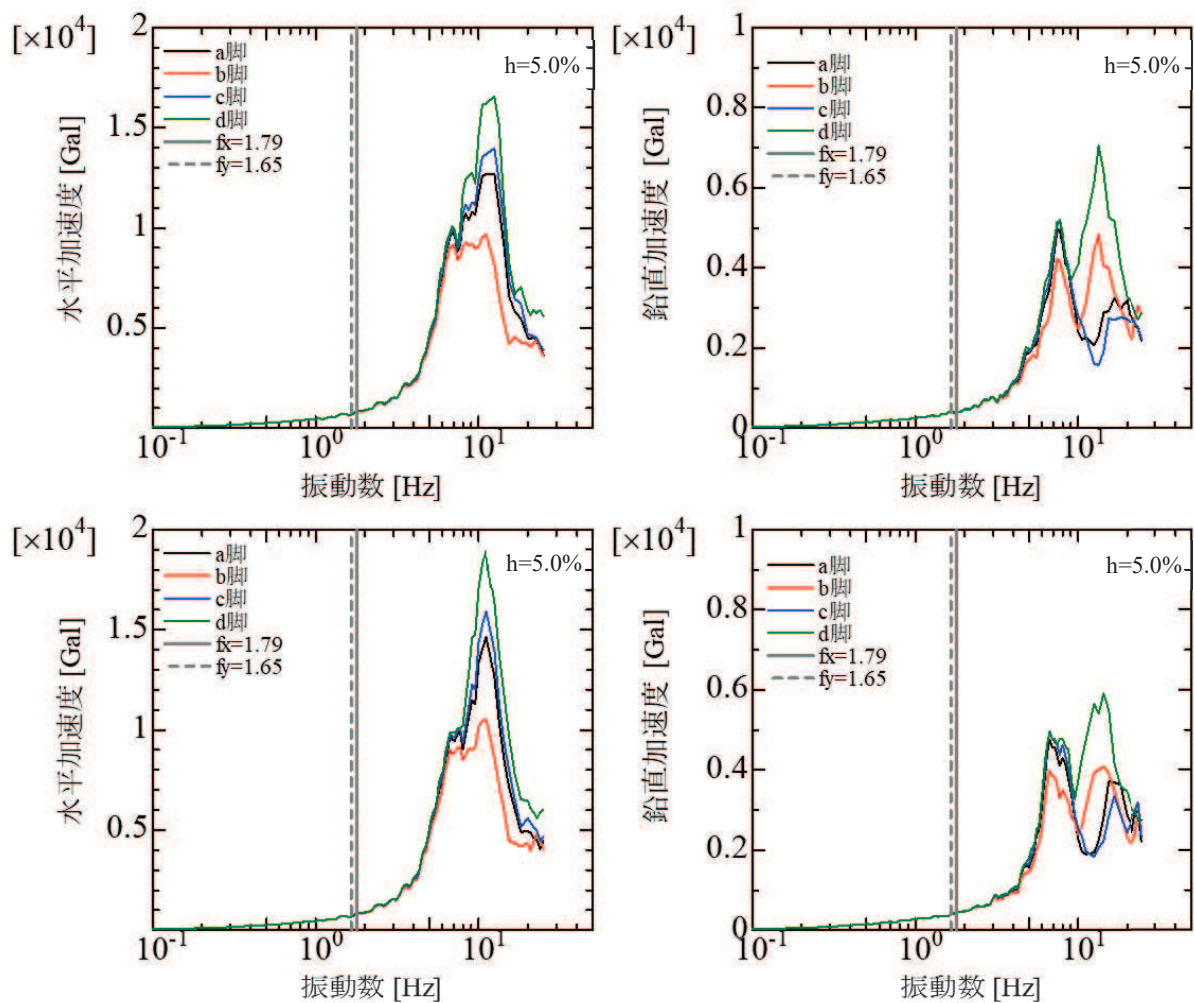 [×10⁴]
2
1.5
1
0.5
水平加速度 [Gal]
a脚
b脚
c脚
d脚
fx=1.79
fy=1.65
h=5.0%
10⁻¹
10⁰
10¹
振動数 [Hz]
[×10⁴]
1
0.8
0.6
0.4
0.2
0
鉛直加速度 [Gal]
a脚
b脚
c脚
d脚
fx=1.79
fy=1.65
h=5.0%
10⁻¹
10⁰
10¹
振動数 [Hz]
[×10⁴]
2
1.5
1
0.5
水平加速度 [Gal]
a脚
b脚
c脚
d脚
fx=1.79
fy=1.65
h=5.0%
10⁻¹
10⁰
10¹
振動数 [Hz]
[×10⁴]
1
0.8
0.6
0.4
0.2
0
鉛直加速度 [Gal]
a脚
b脚
c脚
d脚
fx=1.79
fy=1.65
h=5.0%
10⁻¹
10⁰
10¹
振動数 [Hz]